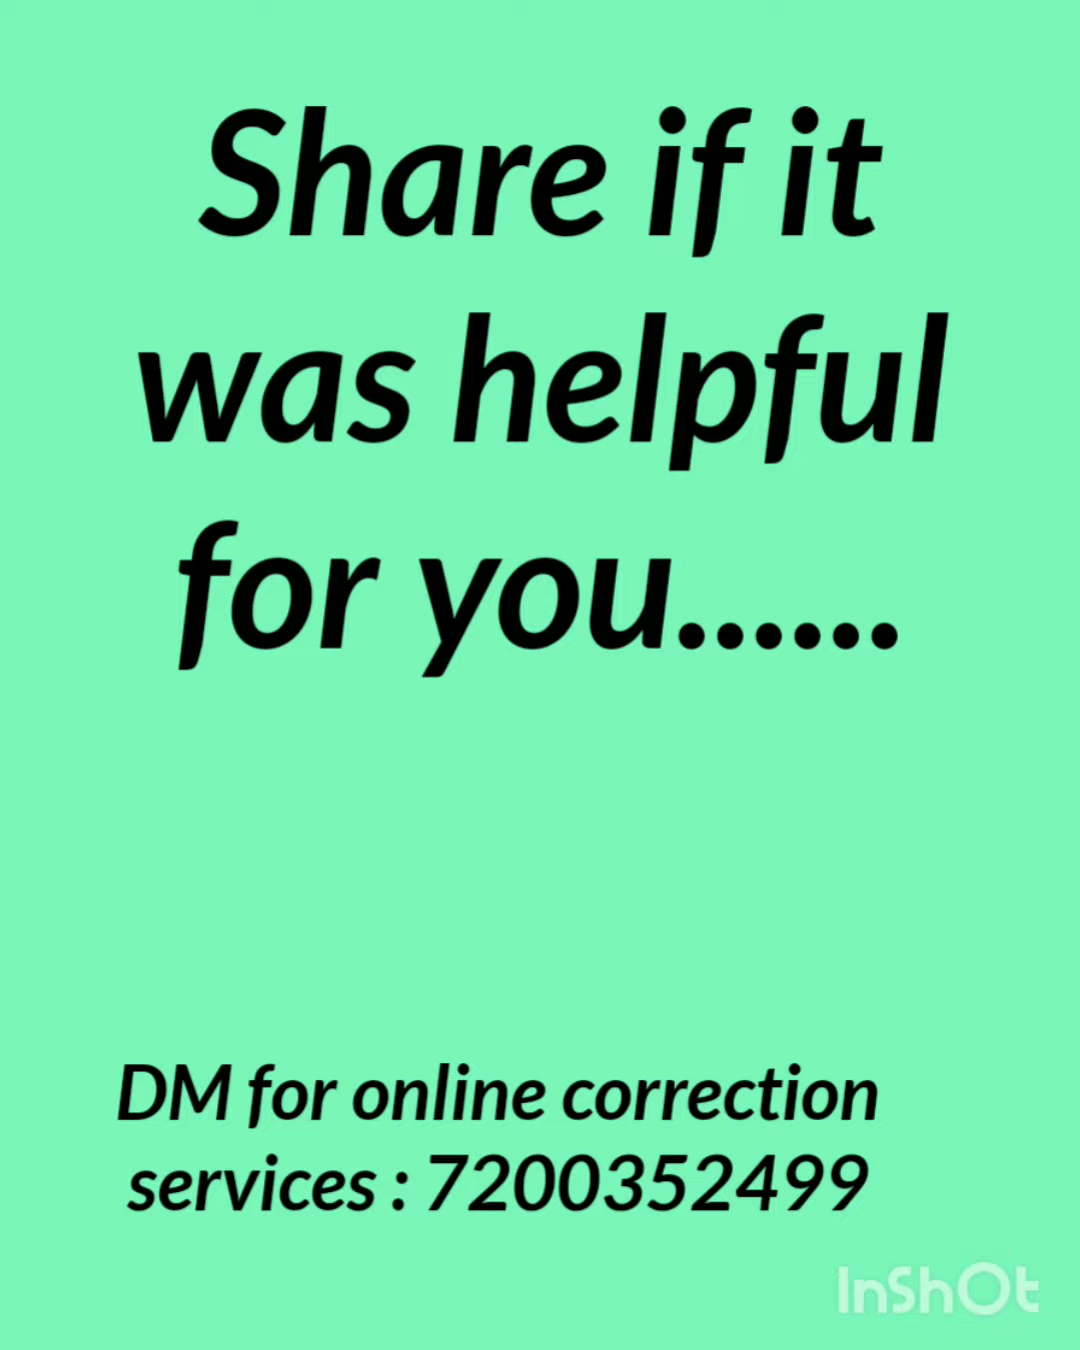 Share if it
was helpful
for you......
DM for online correction
services : 7200352499
InShOt